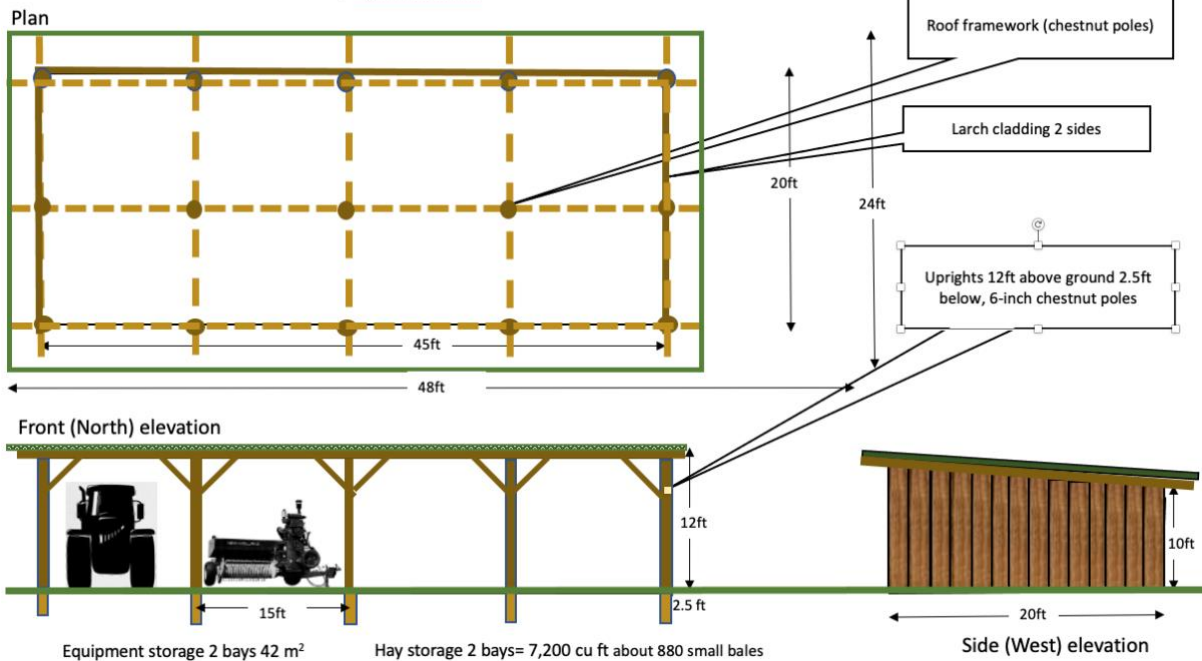 Plan
Roof framework (chestnut poles)
Larch cladding 2 sides
20ft
24ft
Uprights 12ft above ground 2.5ft
below, 6-inch chestnut poles
45ft
48ft
Front (North) elevation
12ft
10ft
2.5 ft
15ft
20ft
Equipment storage 2 bays 42 m²
Hay storage 2 bays= 7,200 cu ft about 880 small bales
Side (West) elevation